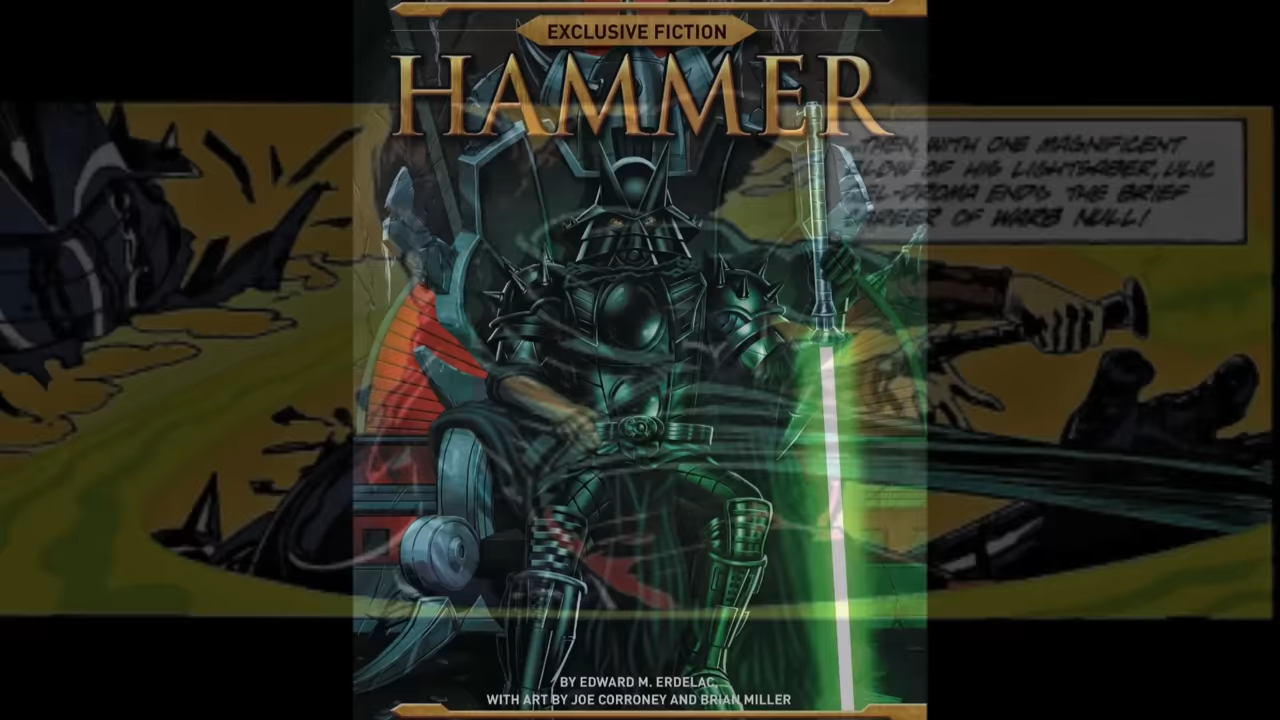 EXCLUSIVE FICTION
HAMMER
...THEN, WITH ONE MAGNIFICENT
BLOW OF HIS LIGHTSABER, ULIC
QEL-DROMA ENDS THE BRIEF
CAREER OF WARB NULL!
BY EDWARD M. ERDELAC,
WITH ART BY JOE CORRONEY AND BRIAN MILLER